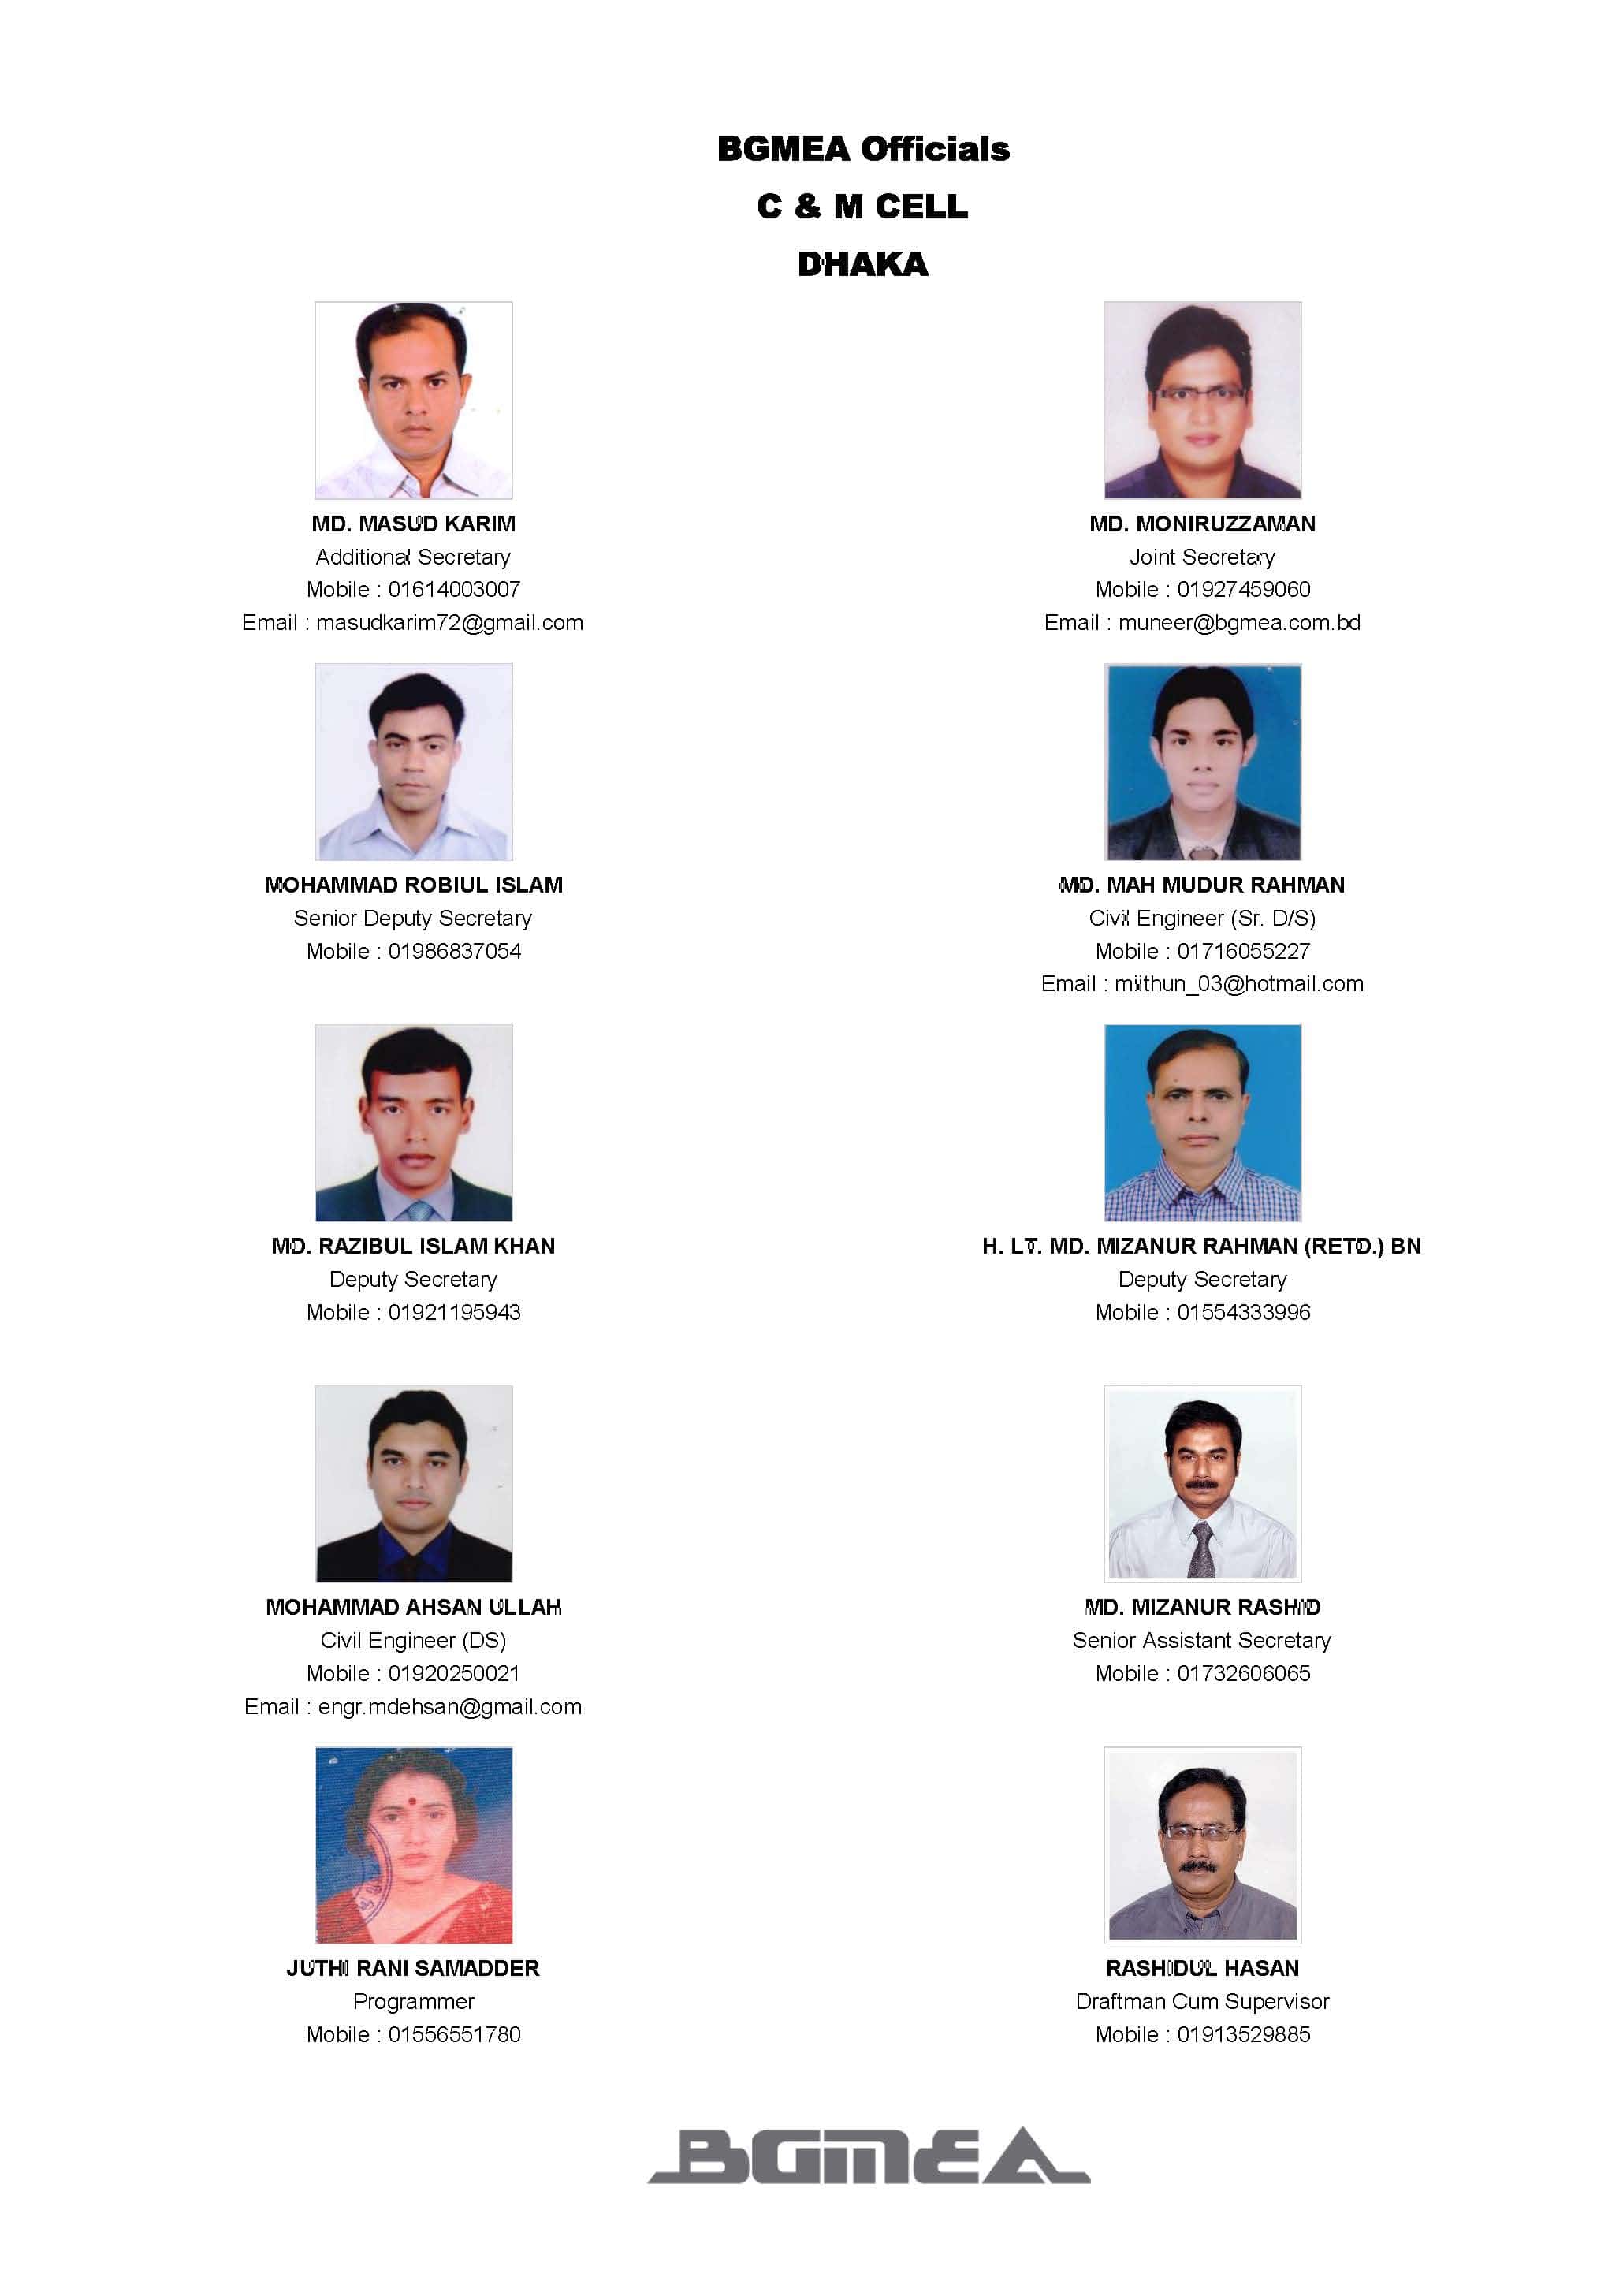 BGMEA Officials
C & M CELL
DHAKA
MD. MASUD KARIM
Additional Secretary
Mobile : 01614003007
Email : masudkarim72@gmail.com
MD. MONIRUZZAMAN
Joint Secretary
Mobile : 01927459060
Email : muneer@bgmea.com.bd
MOHAMMAD ROBIUL ISLAM
Senior Deputy Secretary
Mobile : 01986837054
MD. MAH MUDUR RAHMAN
Civil Engineer (Sr. D/S)
Mobile : 01716055227
Email : miithun_03@hotmail.com
MD. RAZIBUL ISLAM KHAN
Deputy Secretary
Mobile : 01921195943
H. LT. MD. MIZANUR RAHMAN (RETD.) BN
Deputy Secretary
Mobile : 01554333996
MOHAMMAD AHSAN ULLAH
Civil Engineer (DS)
Mobile : 01920250021
Email : engr.mdehsan@gmail.com
MD. MIZANUR RASHID
Senior Assistant Secretary
Mobile : 01732606065
JUTHI RANI SAMADDER
Programmer
Mobile : 01556551780
RASHIDUL HASAN
Draftman Cum Supervisor
Mobile : 01913529885
BGMEA